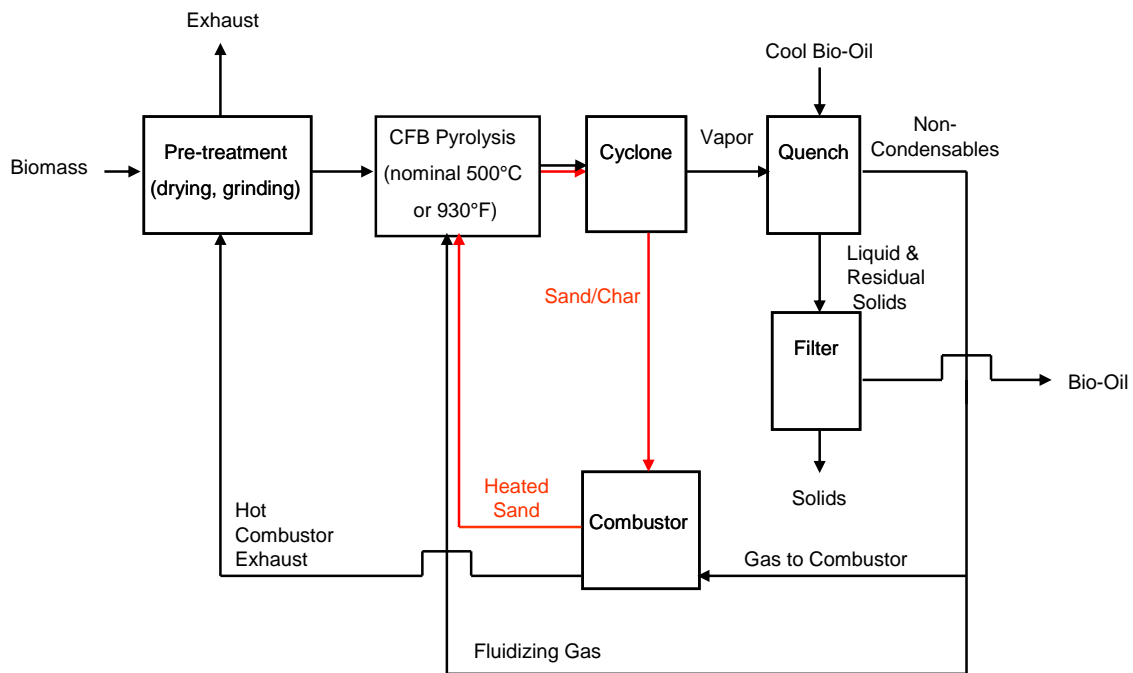 Exhaust
Cool Bio-Oil
Biomass
Pre-treatment
(drying, grinding)
CFB Pyrolysis
(nominal 500°C
or 930°F)
Cyclone
Vapor
Quench
Non-
Condensables
Sand/Char
Liquid &
Residual
Solids
Filter
Bio-Oil
Solids
Heated
Sand
Combustor
Hot
Combustor
Exhaust
Gas to Combustor
Fluidizing Gas